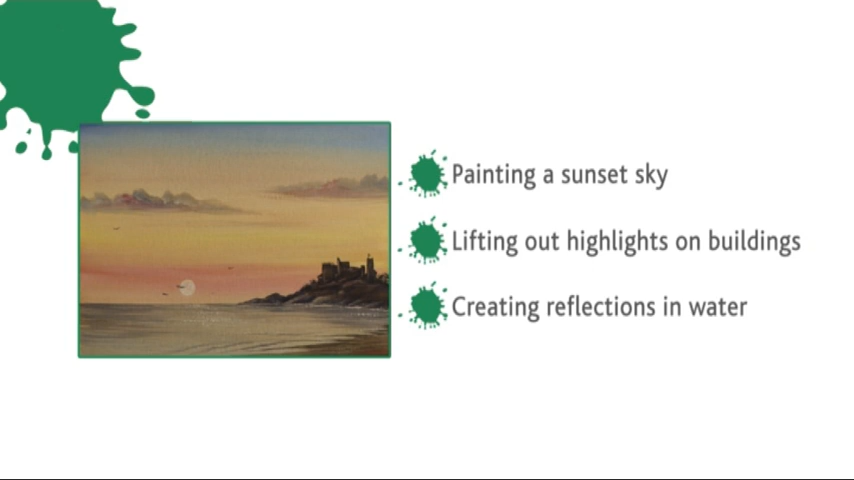 Painting a sunset sky
Lifting out highlights on buildings
Creating reflections in water